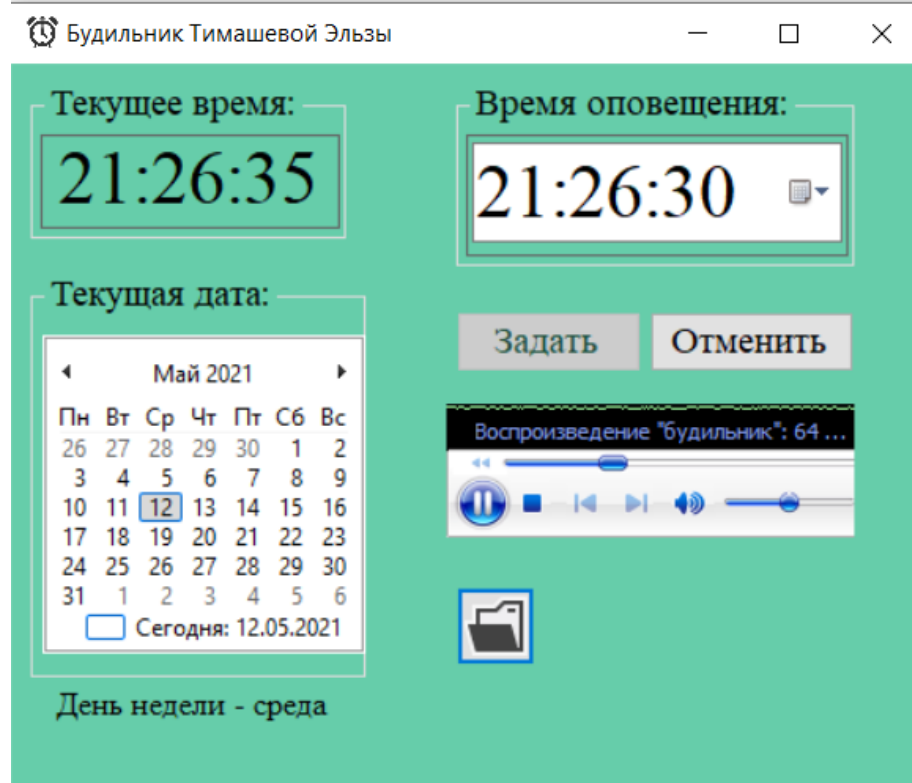 Будильник Тимашевой Эльзы
Текущее время:
21:26:35
Время оповещения:
21:26:30
Текущая дата:
Май 2021
Пн Вт Ср Чт Пт Сб Вс
26 27 28 29 30 1 2
3 4 5 6 7 8 9
10 11 12 13 14 15 16
17 18 19 20 21 22 23
24 25 26 27 28 29 30
31 1 2 3 4 5 6
Сегодня: 12.05.2021
День недели - среда
Задать
Отменить
Воспроизведение "будильник": 64 ...